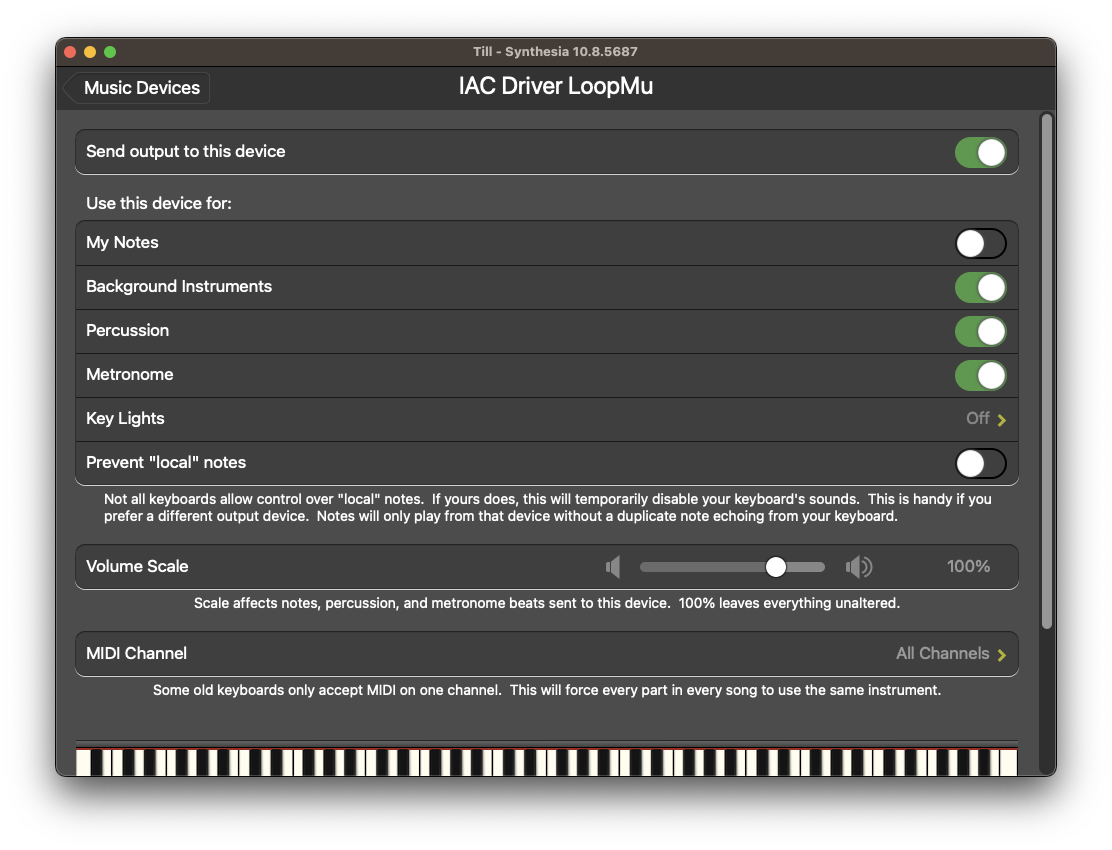 Till - Synthesia 10.8.5687
Music Devices
IAC Driver LoopMu
Send output to this device
Use this device for:
My Notes
Background Instruments
Percussion
Metronome
Key Lights Off
Prevent "local" notes
Not all keyboards allow control over "local" notes.  If yours does, this will temporarily disable your keyboard's sounds.  This is handy if you
prefer a different output device.  Notes will only play from that device without a duplicate note echoing from your keyboard.
Volume Scale 100%
Scale affects notes, percussion, and metronome beats sent to this device.  100% leaves everything unaltered.
MIDI Channel All Channels
Some old keyboards only accept MIDI on one channel.  This will force every part in every song to use the same instrument.